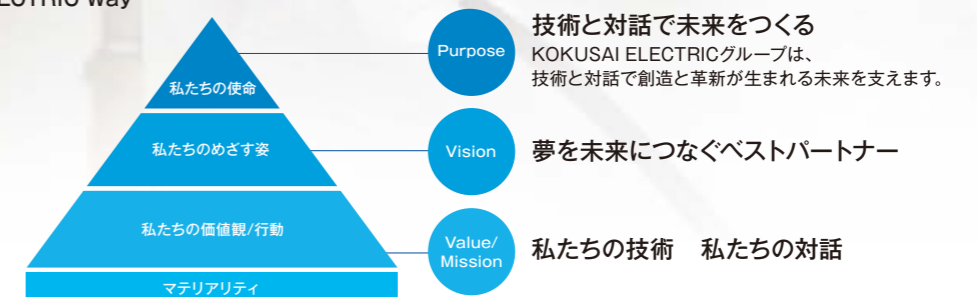 ECTRIC Way
私たちの使命
Purpose
技術と対話で未来をつくる
KOKUSAI ELECTRICグループは、
技術と対話で創造と革新が生まれる未来を支えます。
私たちのめざす姿
Vision
夢を未来につなぐベストパートナー
私たちの価値観/行動
Value/
Mission
私たちの技術　私たちの対話
マテリアリティ